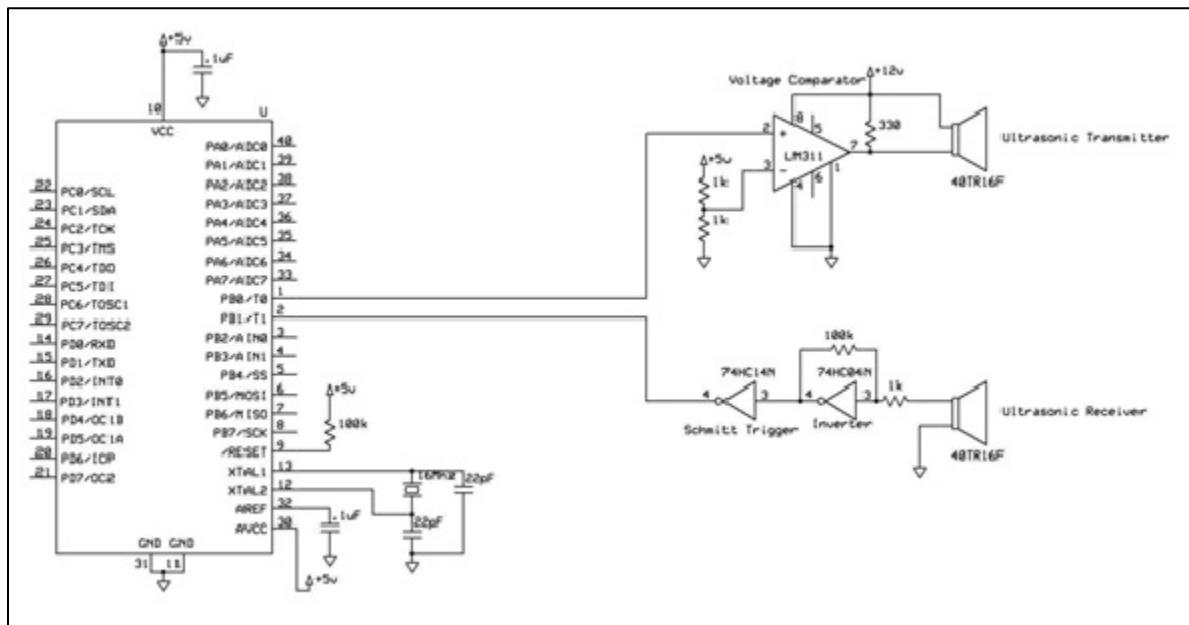 +5v
.1uF
10
U
VCC
PA0/ADC0 40
PA1/ADC1 39
PA2/ADC2 38
PA3/ADC3 37
PA4/ADC4 36
PA5/ADC5 35
PA6/ADC6 34
PA7/ADC7 33
PB0/T0 1
PB1/T1 2
PB2/AIN0 3
PB3/AIN1 4
PB4/SS 5
PB5/MOSI 6
PB6/MISO 7
PB7/SCK 8
/RESET 9
XTAL1 13
XTAL2 12
AREF 32
AVCC 30
22 PC0/SCL
23 PC1/SDA
24 PC2/TCK
25 PC3/TMS
26 PC4/TDO
27 PC5/TDI
28 PC6/TOSC1
29 PC7/TOSC2
14 PD0/RXD
15 PD1/TXD
16 PD2/INT0
17 PD3/INT1
18 PD4/OC1B
19 PD5/OC1A
20 PD6/ICP
21 PD7/OC2
GND GND
31 11
+5v
100k
22pF
22pF
.1uF
+5v
Voltage Comparator
+12v
8
5
330
2
+
LM311
7
3
-
4
6
1
+5v
1k
1k
Ultrasonic Transmitter
40TR16F
100k
74HC14N
74HC04N
1k
4
3
4
3
Schmitt Trigger
Inverter
Ultrasonic Receiver
40TR16F